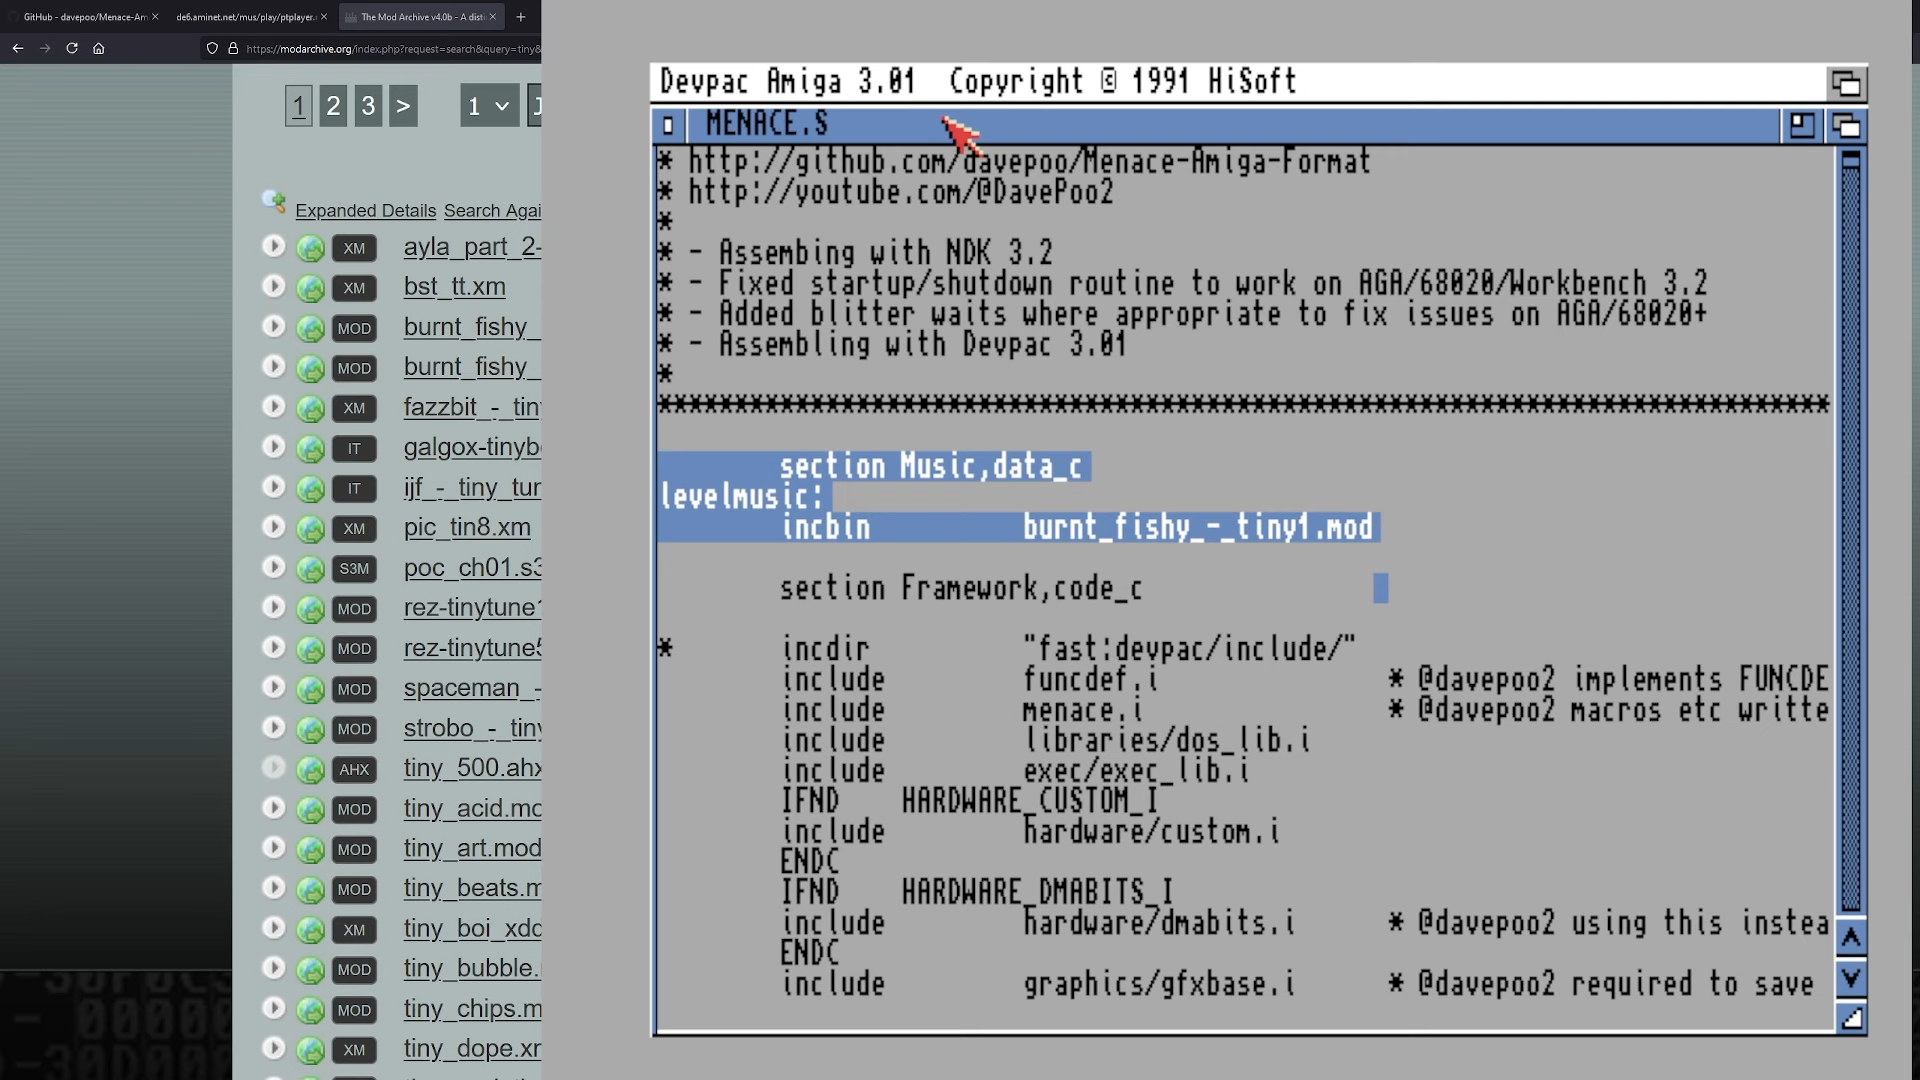 GitHub - davepoo/Menace-Am
de6.aminet.net/mus/play/ptplayer.
The Mod Archive v4.0b - A disti
https://modarchive.org/index.php?request=search&query=tiny&
1 2 3 > 1
Expanded Details Search Agai
XM ayla_part_2-
XM bst_tt.xm
MOD burnt_fishy_
MOD burnt_fishy_
XM fazzbit_-_tiny
IT galgox-tinybo
IT ijf_-_tiny_tur
XM pic_tin8.xm
S3M poc_ch01.s3
MOD rez-tinytune1
MOD rez-tinytune5
MOD spaceman_-
MOD strobo_-_tiny
AHX tiny_500.ahx
MOD tiny_acid.mo
MOD tiny_art.mod
MOD tiny_beats.m
XM tiny_boi_xdd
MOD tiny_bubble.
MOD tiny_chips.m
XM tiny_dope.xr
Devpac Amiga 3.01 Copyright © 1991 HiSoft
MENACE.S
* http://github.com/davepoo/Menace-Amiga-Format
* http://youtube.com/@DavePoo2
*
* - Assembing with NDK 3.2
* - Fixed startup/shutdown routine to work on AGA/68020/Workbench 3.2
* - Added blitter waits where appropriate to fix issues on AGA/68020+
* - Assembling with Devpac 3.01
*
*****************************************************************************
section Music,data_c
levelmusic:
incbin burnt_fishy_-_tiny1.mod
section Framework,code_c
* incdir "fast:devpac/include/"
include funcdef.i * @davepoo2 implements FUNCDE
include menace.i * @davepoo2 macros etc writte
include libraries/dos_lib.i
include exec/exec_lib.i
IFND HARDWARE_CUSTOM_I
include hardware/custom.i
ENDC
IFND HARDWARE_DMABITS_I
include hardware/dmabits.i * @davepoo2 using this instea
ENDC
include graphics/gfxbase.i * @davepoo2 required to save